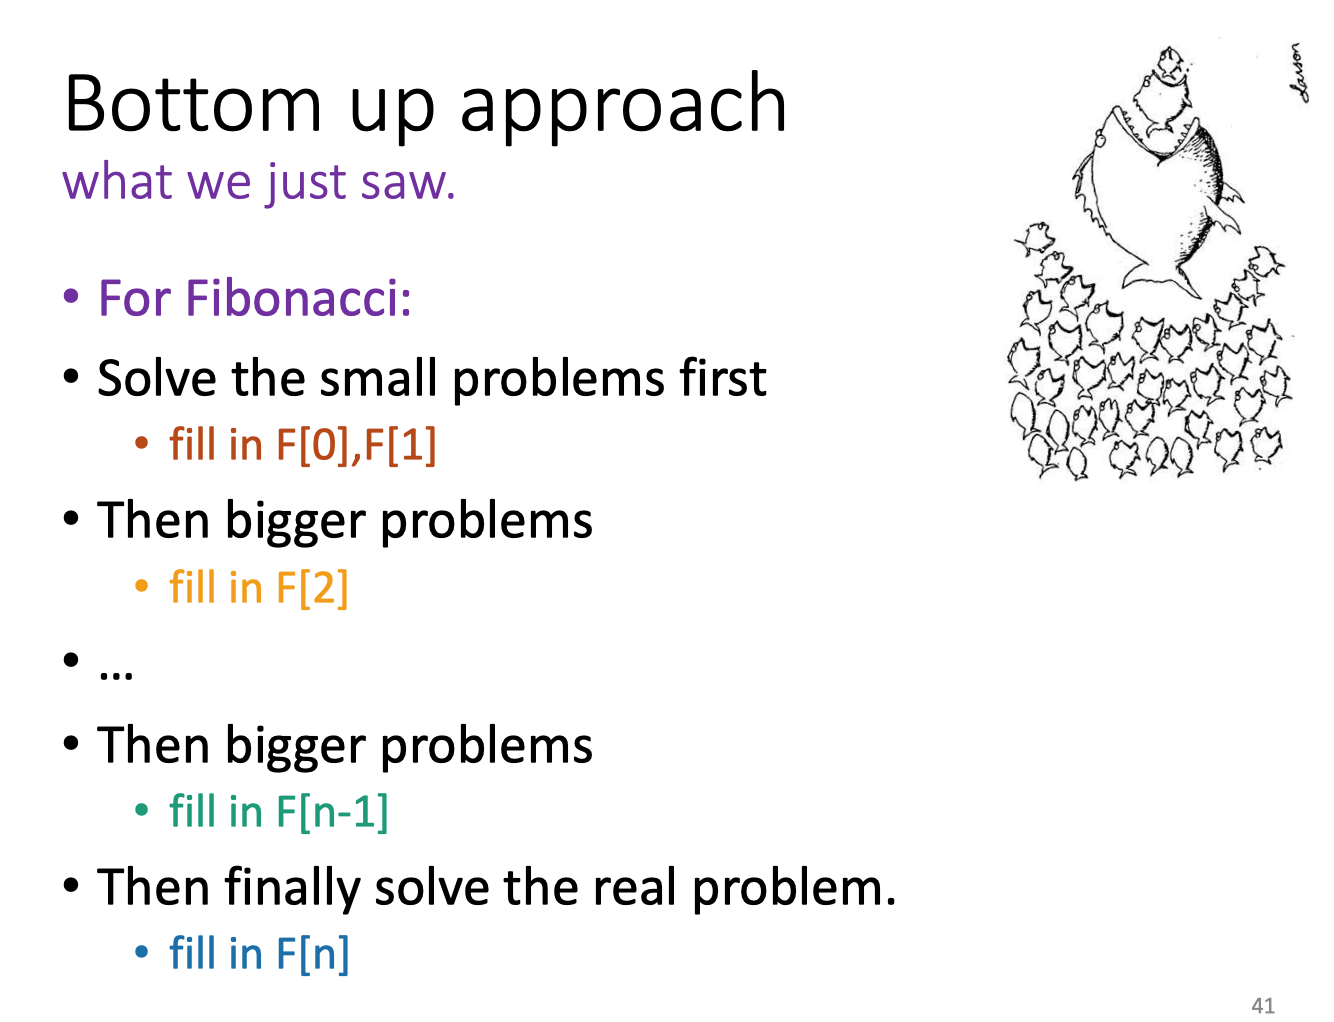 Bottom up approach
what we just saw.
• For Fibonacci:
• Solve the small problems first
• fill in F[0],F[1]
• Then bigger problems
• fill in F[2]
• ...
• Then bigger problems
• fill in F[n-1]
• Then finally solve the real problem.
• fill in F[n]
Larson
41